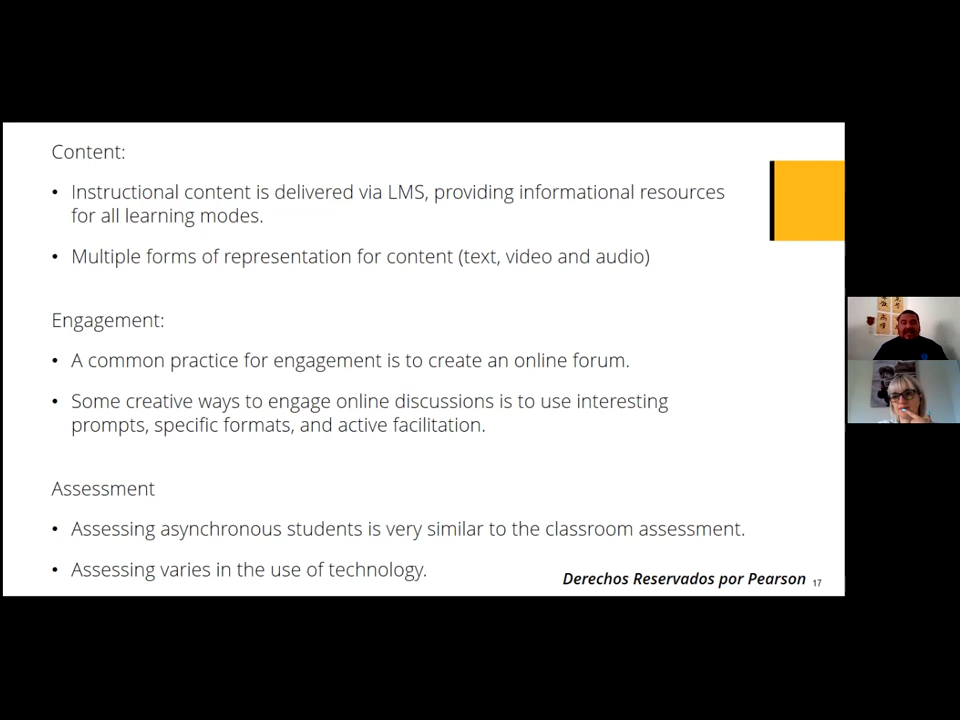 Content:
• Instructional content is delivered via LMS, providing informational resources
for all learning modes.
• Multiple forms of representation for content (text, video and audio)
Engagement:
• A common practice for engagement is to create an online forum.
• Some creative ways to engage online discussions is to use interesting
prompts, specific formats, and active facilitation.
Assessment
• Assessing asynchronous students is very similar to the classroom assessment.
• Assessing varies in the use of technology.
Derechos Reservados por Pearson 17